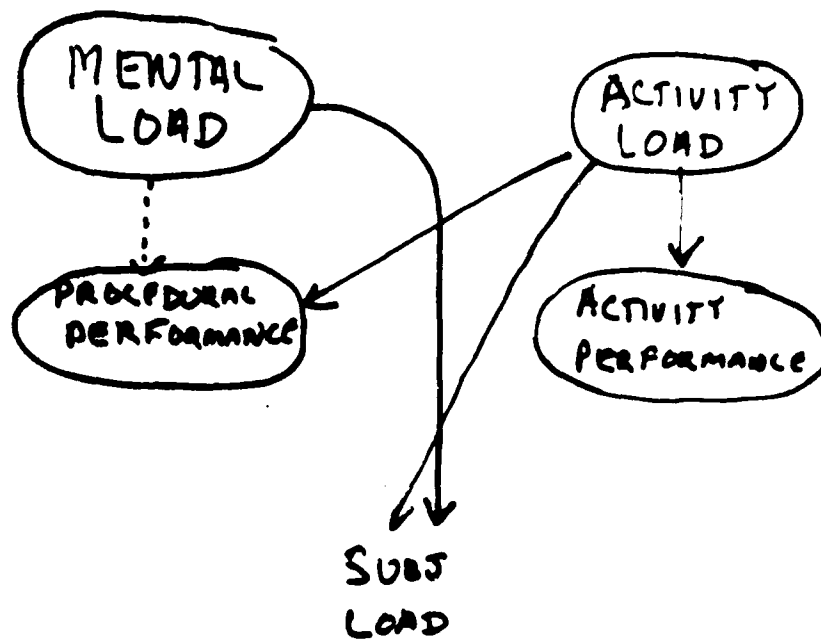 MENTAL
LOAD
ACTIVITY
LOAD
PROCEDURAL
PERFORMANCE
ACTIVITY
PERFORMANCE
SUBJ
LOAD